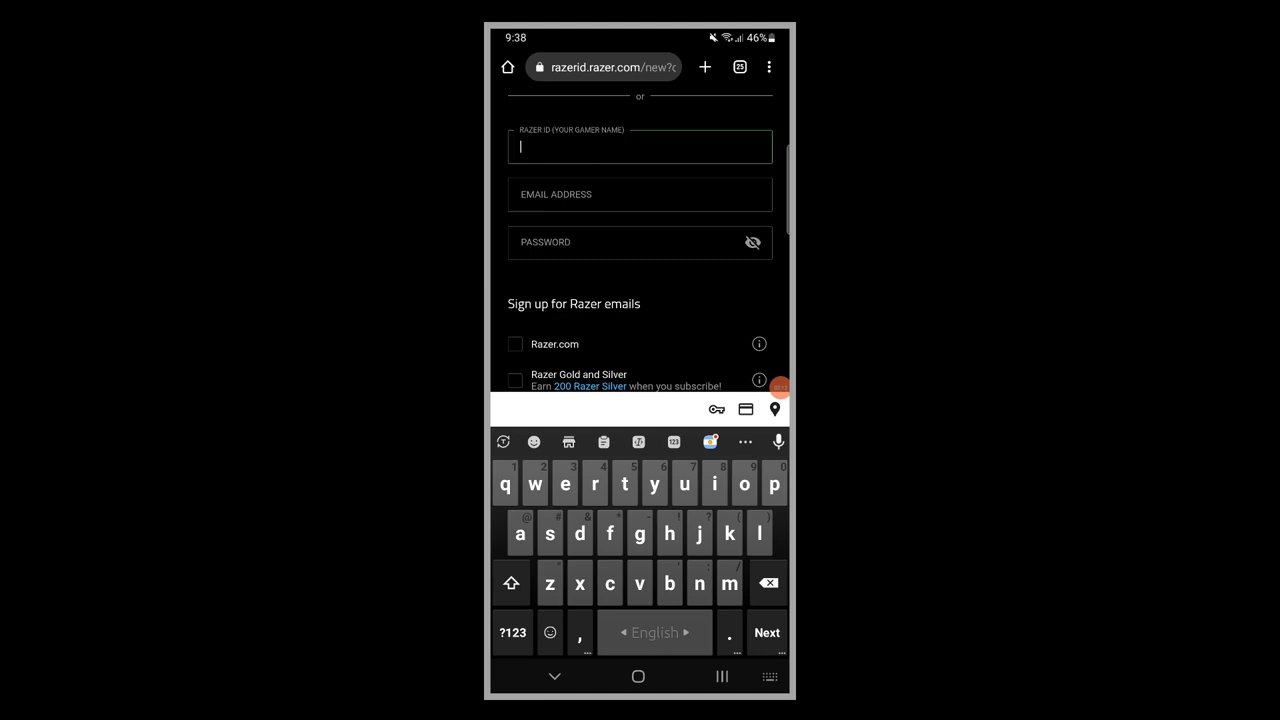 9:38 46%
razerid.razer.com/new?c 25
or
RAZER ID (YOUR GAMER NAME)
EMAIL ADDRESS
PASSWORD
Sign up for Razer emails
Razer.com
Razer Gold and Silver
Earn 200 Razer Silver when you subscribe!
123
1 2 3 4 5 6 7 8 9 0
q w e r t y u i o p
@ # & * - ! ? ( )
a s d f g h j k l
z x c v b n m
?123 , English . Next